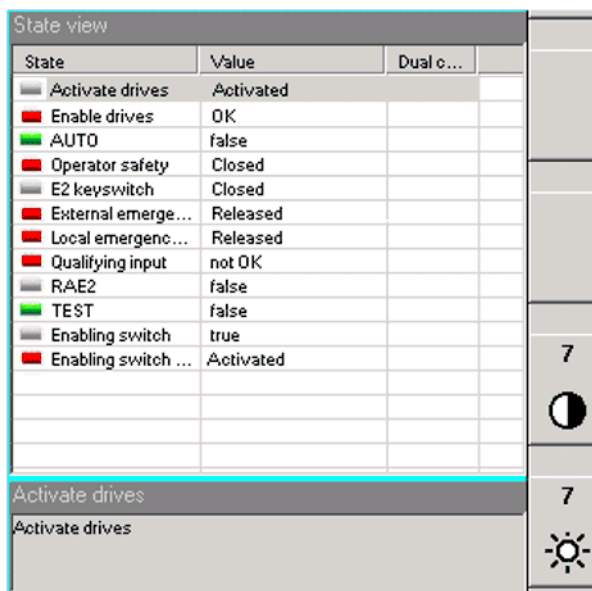 State view
State Value Dual c...
Activate drives Activated
Enable drives OK
AUTO false
Operator safety Closed
E2 keyswitch Closed
External emerge... Released
Local emergenc... Released
Qualifying input not OK
RAE2 false
TEST false
Enabling switch true
Enabling switch ... Activated
7
Activate drives
7
Activate drives